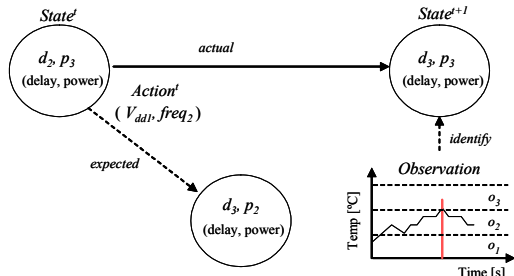 State^t
State^{t+1}
d2, p3
(delay, power)
actual
d3, p3
(delay, power)
Action^t
( Vdd1, freq2)
expected
identify
d3, p2
(delay, power)
Observation
Temp [℃]
o3
o2
o1
Time [s]